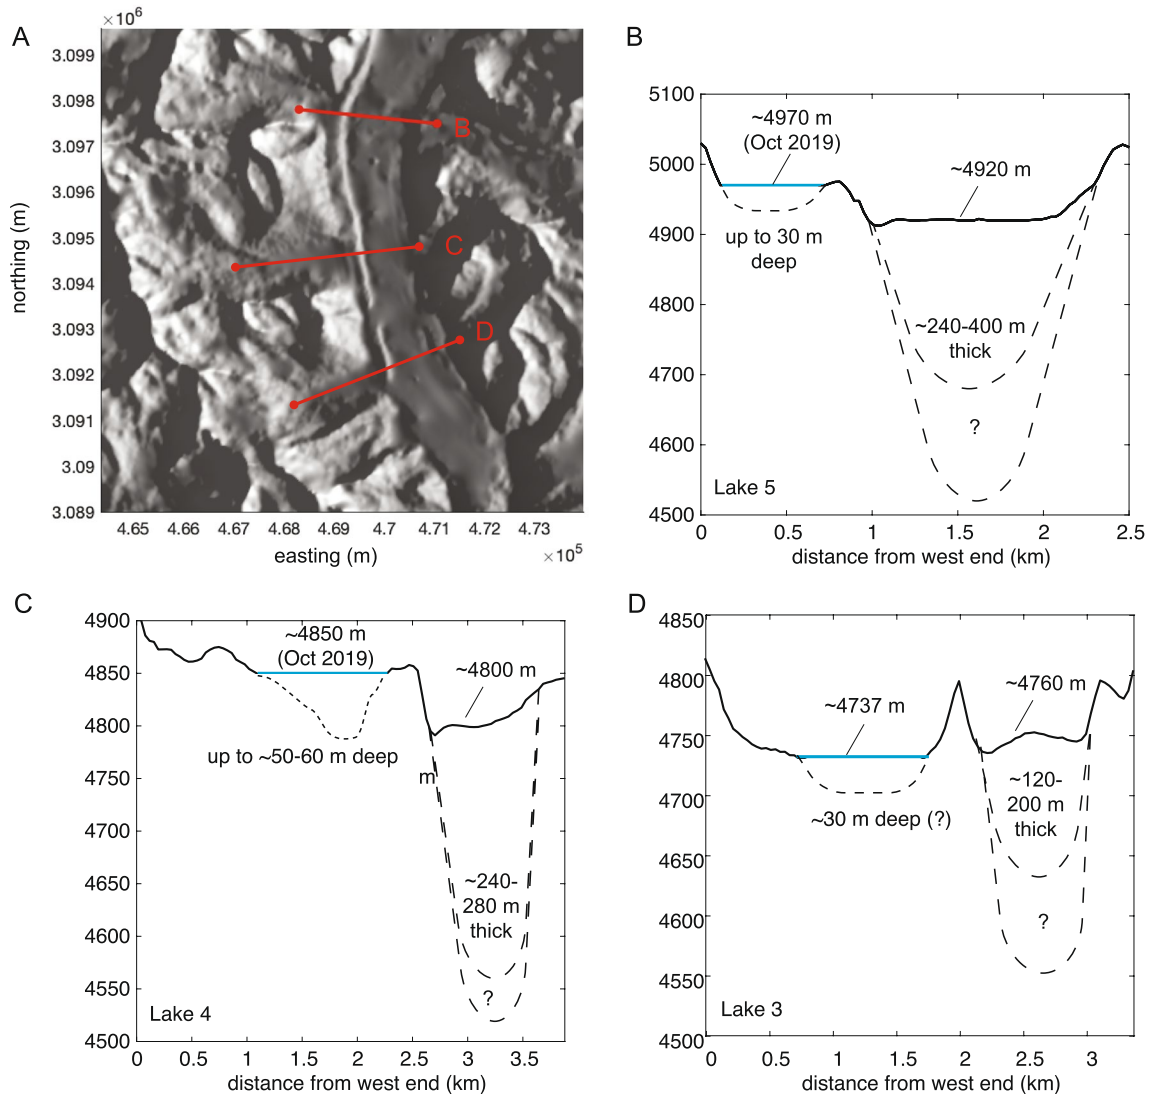 A
×10⁶
3.099
3.098
3.097
3.096
3.095
3.094
3.093
3.092
3.091
3.09
3.089
northing (m)
B
C
D
4.65 4.66 4.67 4.68 4.69 4.7 4.71 4.72 4.73
easting (m)
×10⁵
B
5100
5000
4900
4800
4700
4600
4500
~4970 m
(Oct 2019)
~4920 m
up to 30 m
deep
~240-400 m
thick
?
Lake 5
0 0.5 1 1.5 2 2.5
distance from west end (km)
C
4900
4850
4800
4750
4700
4650
4600
4550
4500
~4850 m
(Oct 2019)
~4800 m
up to ~50-60 m deep
m
~240-
280 m
thick
?
Lake 4
0 0.5 1 1.5 2 2.5 3 3.5
distance from west end (km)
D
4850
4800
4750
4700
4650
4600
4550
4500
~4737 m
~4760 m
~30 m deep (?)
~120-
200 m
thick
?
Lake 3
0 0.5 1 1.5 2 2.5 3
distance from west end (km)